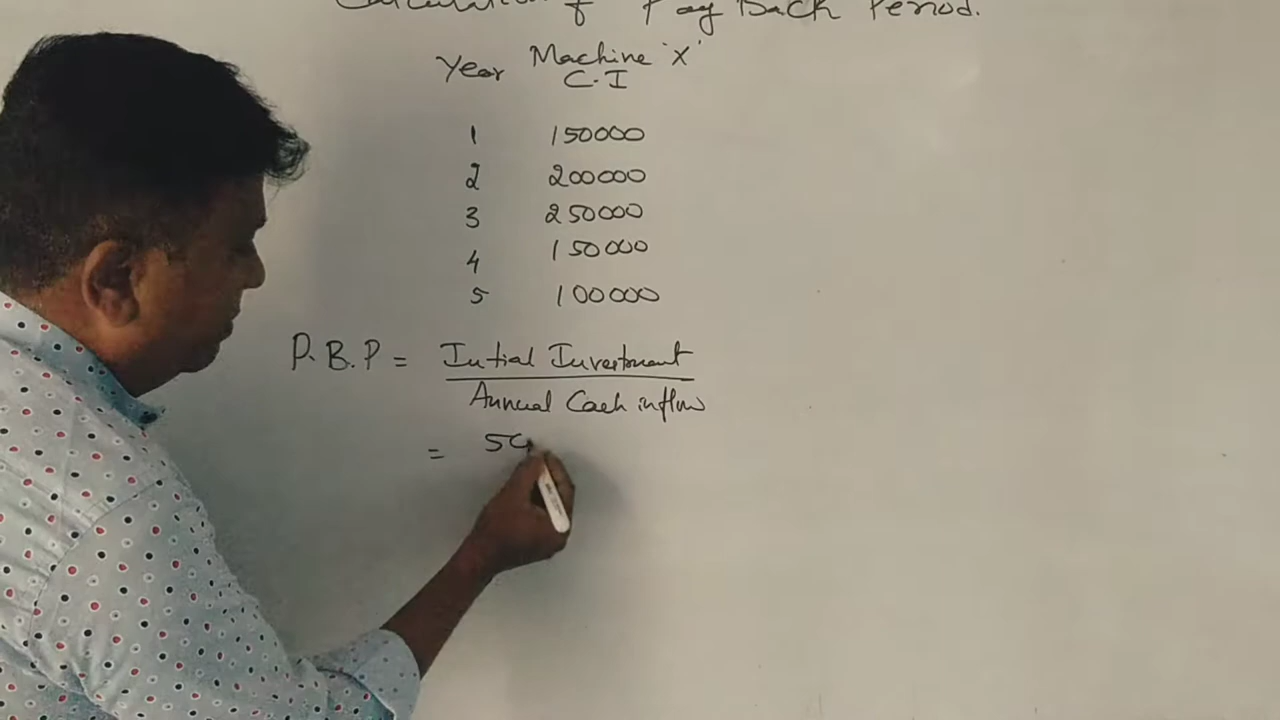 Calculation of Pay Back Period.
Year Machine 'X'
C.I
1 150000
2 200000
3 250000
4 150000
5 100000
P.B.P = Initial Investment
Annual Cash inflow
= 50